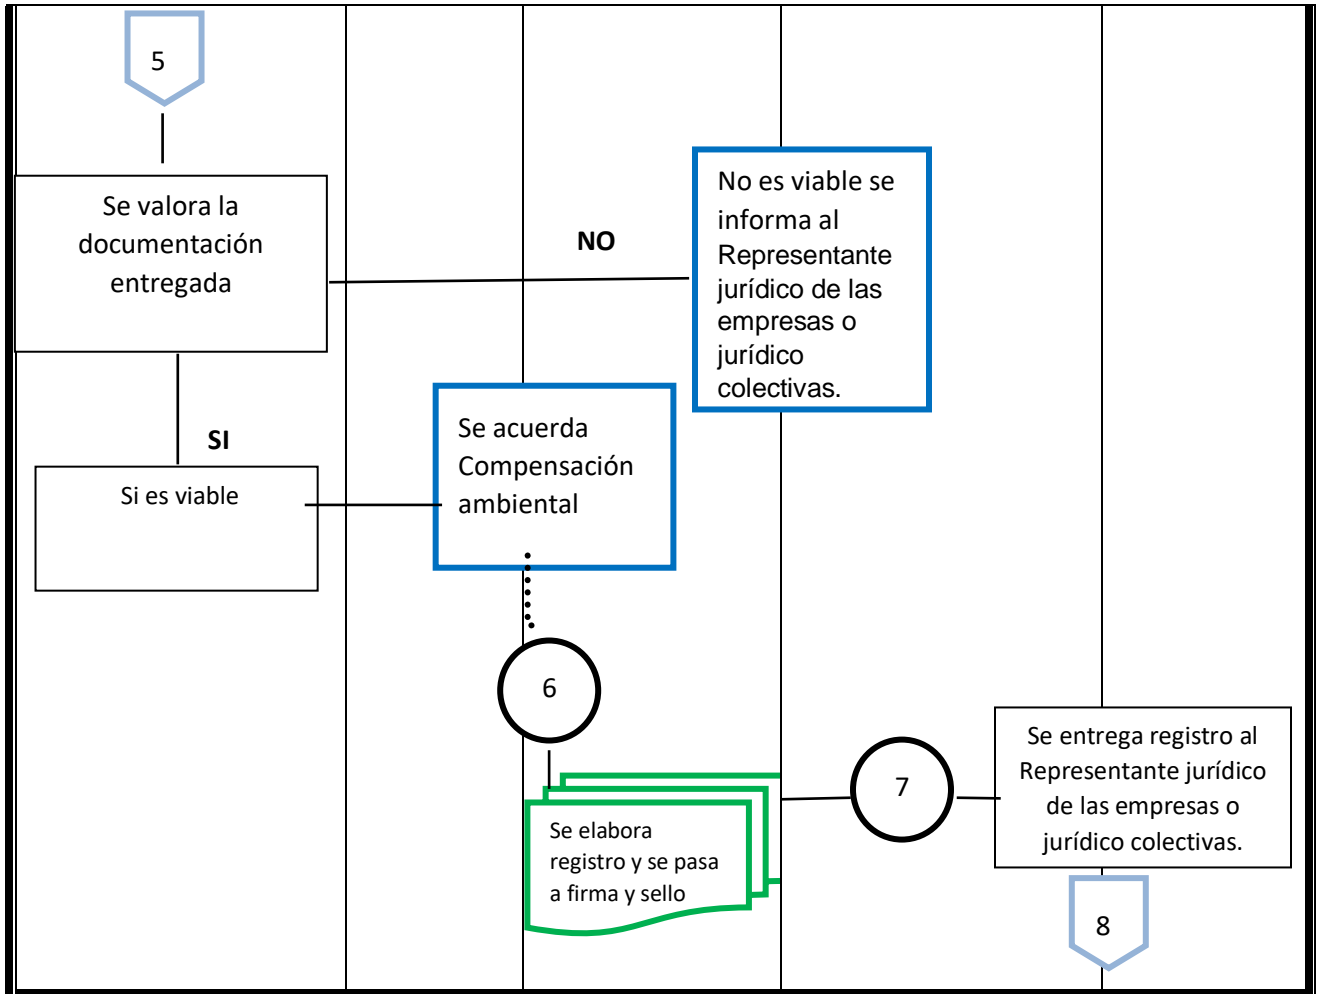 5
Se valora la
documentación
entregada
NO
No es viable se
informa al
Representante
jurídico de las
empresas o
jurídico
colectivas.
SI
Si es viable
Se acuerda
Compensación
ambiental
6
Se elabora
registro y se pasa
a firma y sello
7
Se entrega registro al
Representante jurídico
de las empresas o
jurídico colectivas.
8